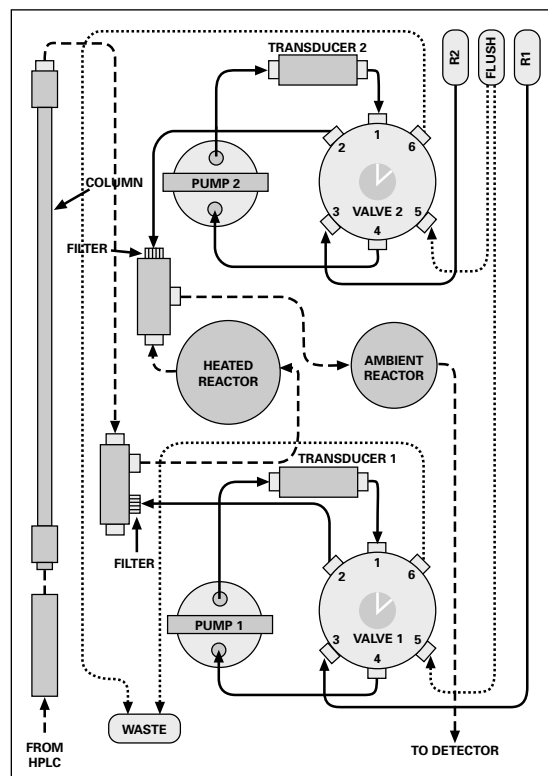 TRANSDUCER 2
R2
FLUSH
R1
1
2
6
PUMP 2
COLUMN
VALVE 2
3
5
4
FILTER
HEATED
REACTOR
AMBIENT
REACTOR
TRANSDUCER 1
FILTER
1
2
6
PUMP 1
VALVE 1
3
5
4
WASTE
FROM
HPLC
TO DETECTOR